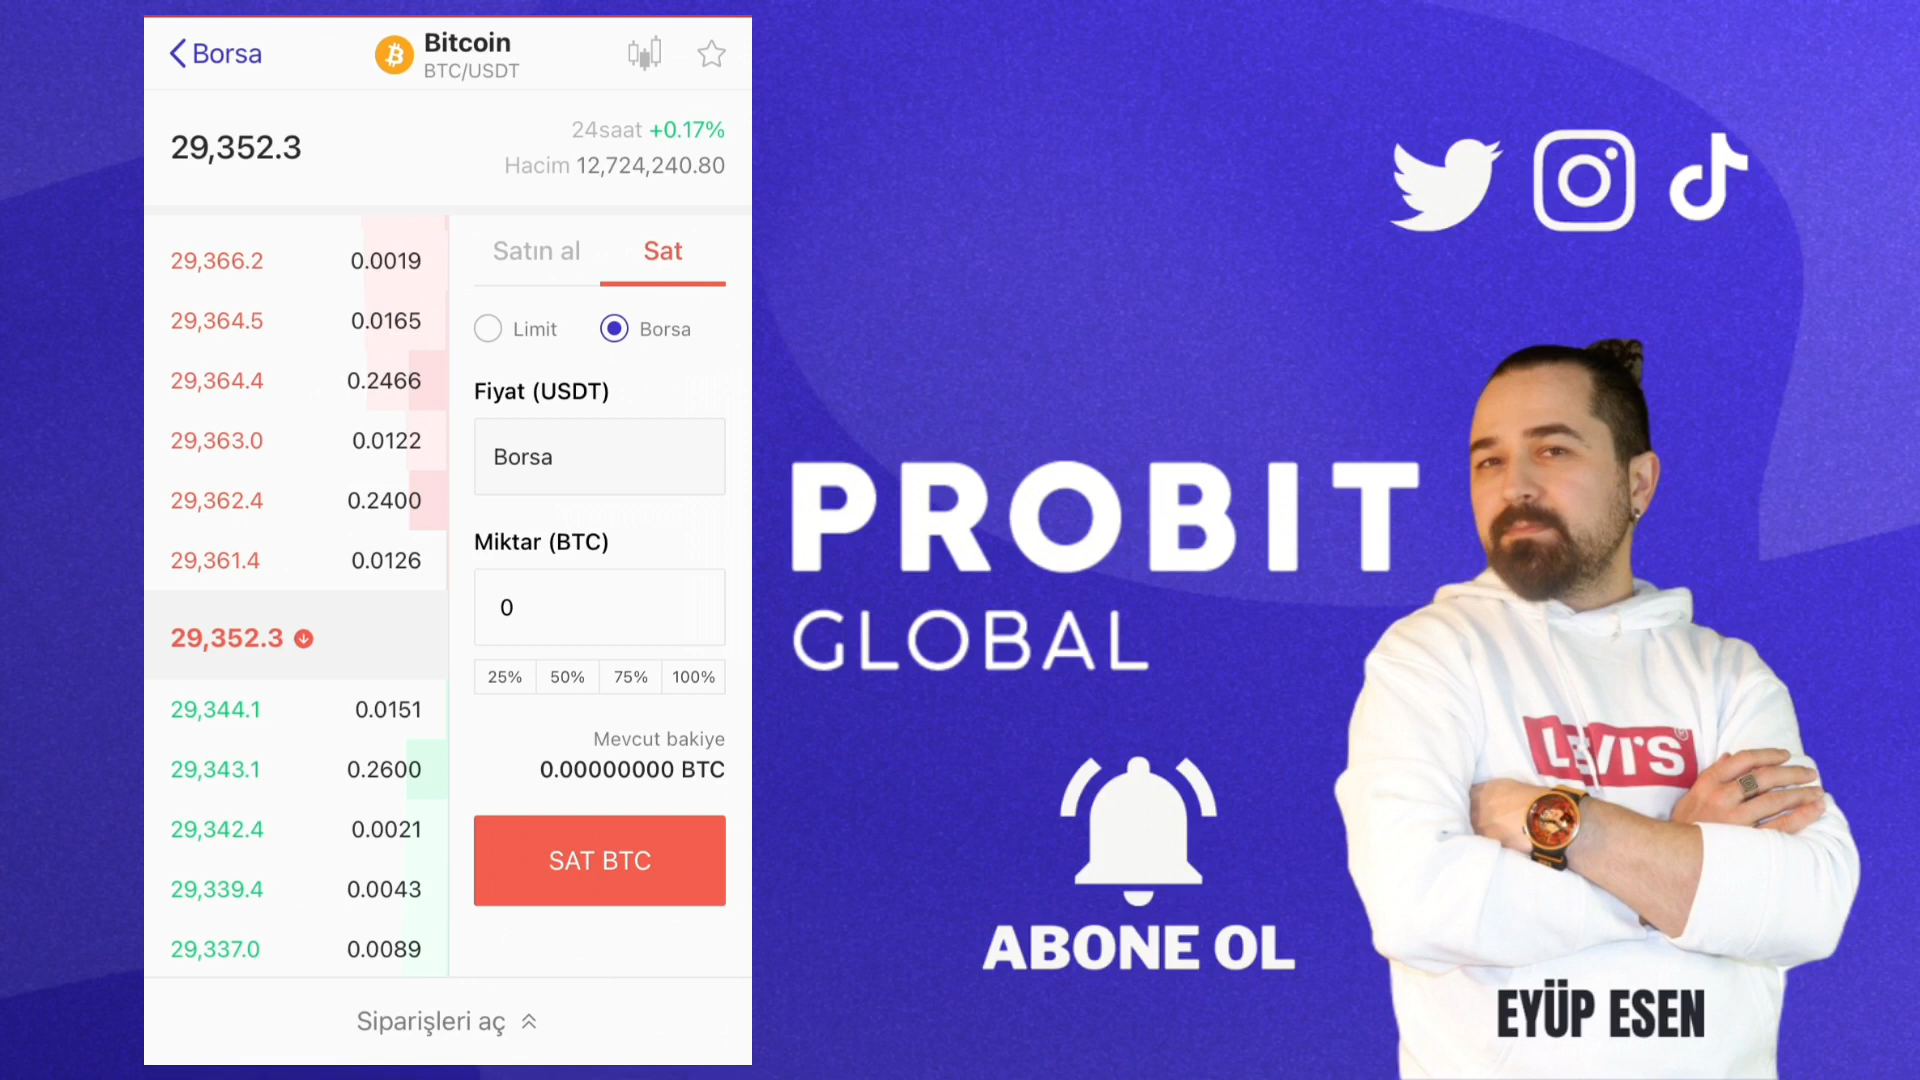 Borsa
Bitcoin
BTC/USDT
29,352.3
24saat +0.17%
Hacim 12,724,240.80
29,366.2 0.0019
29,364.5 0.0165
29,364.4 0.2466
29,363.0 0.0122
29,362.4 0.2400
29,361.4 0.0126
29,352.3
29,344.1 0.0151
29,343.1 0.2600
29,342.4 0.0021
29,339.4 0.0043
29,337.0 0.0089
Satın al Sat
Limit Borsa
Fiyat (USDT)
Borsa
Miktar (BTC)
0
25% 50% 75% 100%
Mevcut bakiye
0.00000000 BTC
SAT BTC
Siparişleri aç
PROBIT
GLOBAL
ABONE OL
LEVI'S®
EYÜP ESEN